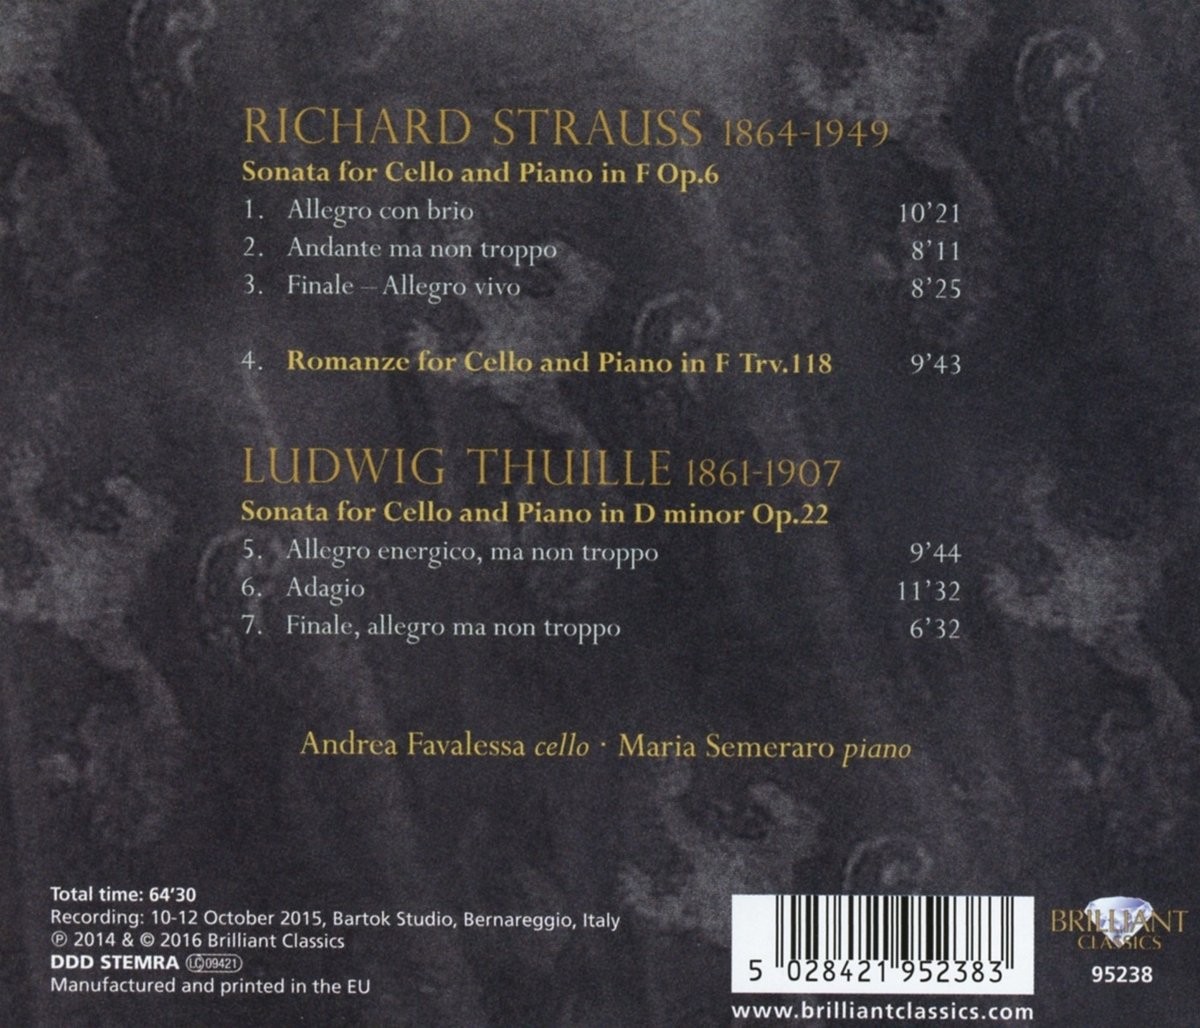 RICHARD STRAUSS 1864-1949
Sonata for Cello and Piano in F Op.6
1. Allegro con brio 10’21
2. Andante ma non troppo 8’11
3. Finale – Allegro vivo 8’25
4. Romanze for Cello and Piano in F Trv.118 9’43
LUDWIG THUILLE 1861-1907
Sonata for Cello and Piano in D minor Op.22
5. Allegro energico, ma non troppo 9’44
6. Adagio 11’32
7. Finale, allegro ma non troppo 6’32
Andrea Favalessa cello · Maria Semeraro piano
Total time: 64’30
Recording: 10-12 October 2015, Bartok Studio, Bernareggio, Italy
℗ 2014 & © 2016 Brilliant Classics
DDD STEMRA LC 09421
Manufactured and printed in the EU
5 028421 952383
www.brilliantclassics.com
BRILLIANT
CLASSICS
95238